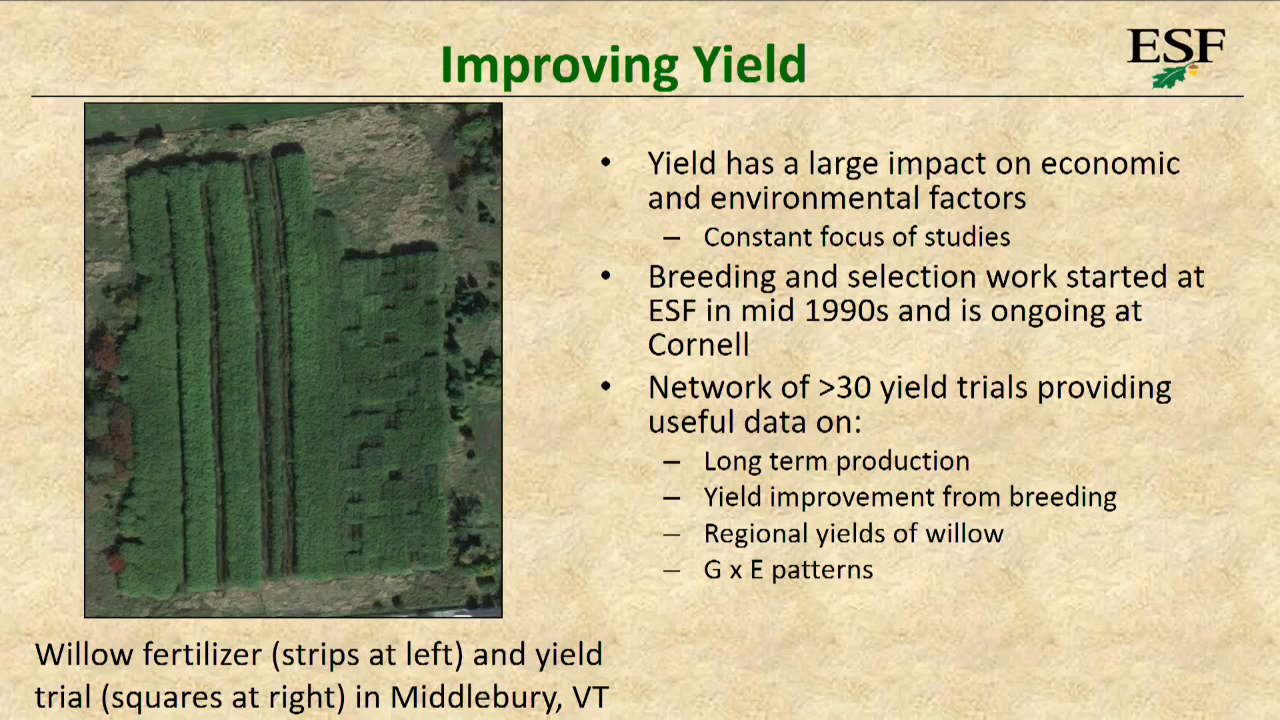 Improving Yield
ESF
• Yield has a large impact on economic
and environmental factors
– Constant focus of studies
• Breeding and selection work started at
ESF in mid 1990s and is ongoing at
Cornell
• Network of >30 yield trials providing
useful data on:
– Long term production
– Yield improvement from breeding
– Regional yields of willow
– G x E patterns
Willow fertilizer (strips at left) and yield
trial (squares at right) in Middlebury, VT